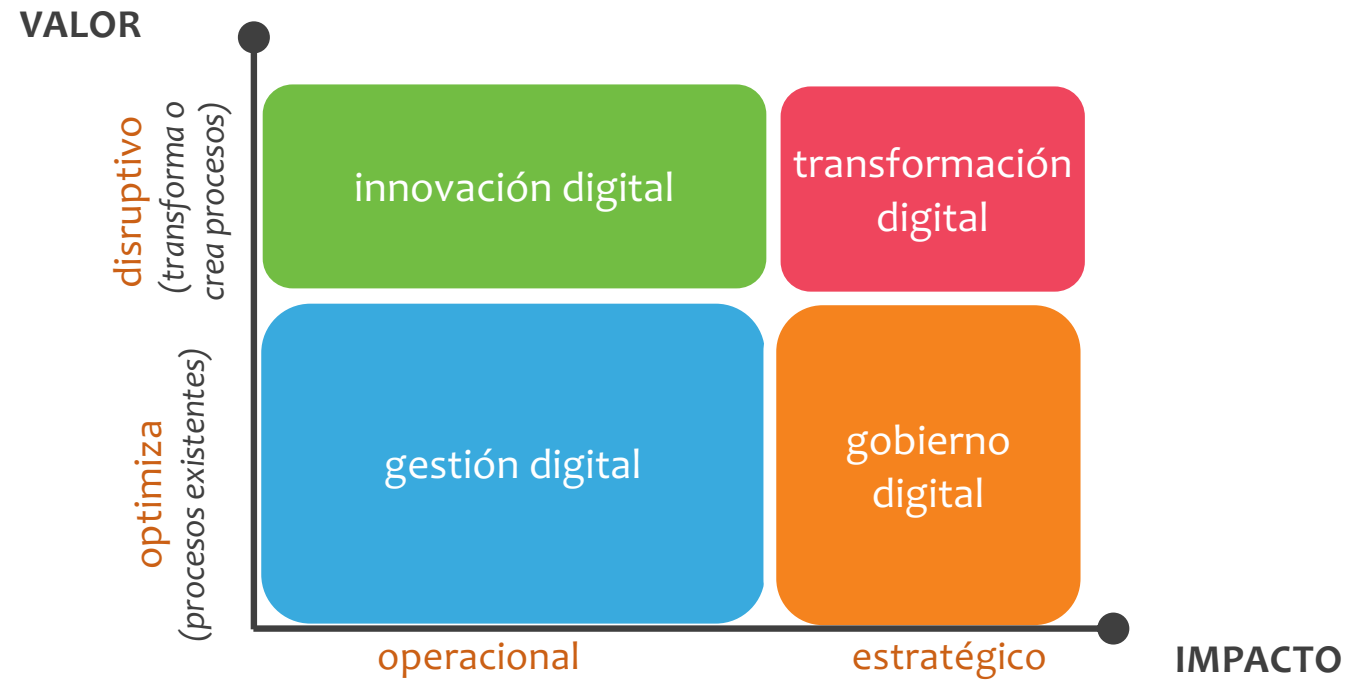 VALOR
disruptivo
(transforma o
crea procesos)
innovación digital
transformación
digital
optimiza
(procesos existentes)
gestión digital
gobierno
digital
operacional
estratégico
IMPACTO